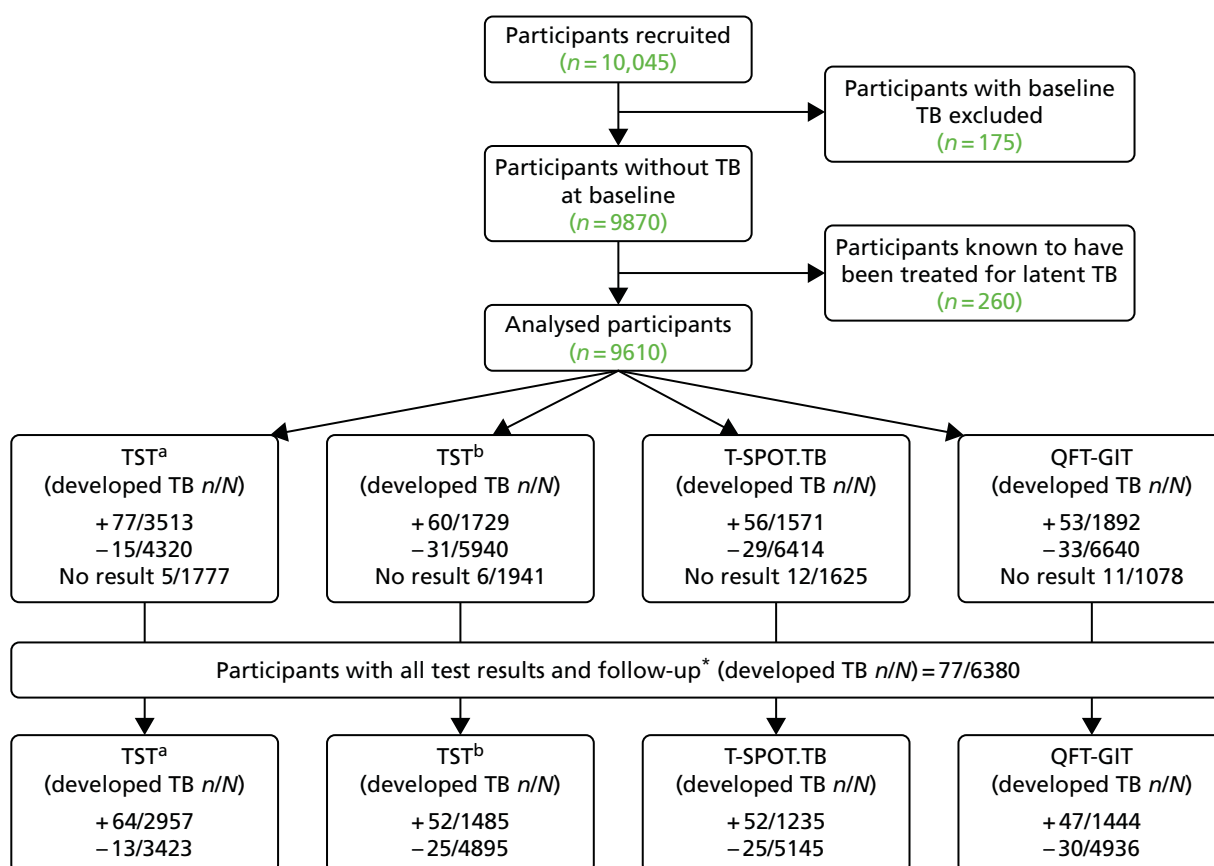 Participants recruited
(n=10,045)
Participants with baseline
TB excluded
(n=175)
Participants without TB
at baseline
(n=9870)
Participants known to have
been treated for latent TB
(n=260)
Analysed participants
(n=9610)
TSTᵃ
(developed TB n/N)
+77/3513
–15/4320
No result 5/1777
TSTᵇ
(developed TB n/N)
+60/1729
–31/5940
No result 6/1941
T-SPOT.TB
(developed TB n/N)
+56/1571
–29/6414
No result 12/1625
QFT-GIT
(developed TB n/N)
+53/1892
–33/6640
No result 11/1078
Participants with all test results and follow-up* (developed TB n/N)=77/6380
TSTᵃ
(developed TB n/N)
+64/2957
–13/3423
TSTᵇ
(developed TB n/N)
+52/1485
–25/4895
T-SPOT.TB
(developed TB n/N)
+52/1235
–25/5145
QFT-GIT
(developed TB n/N)
+47/1444
–30/4936